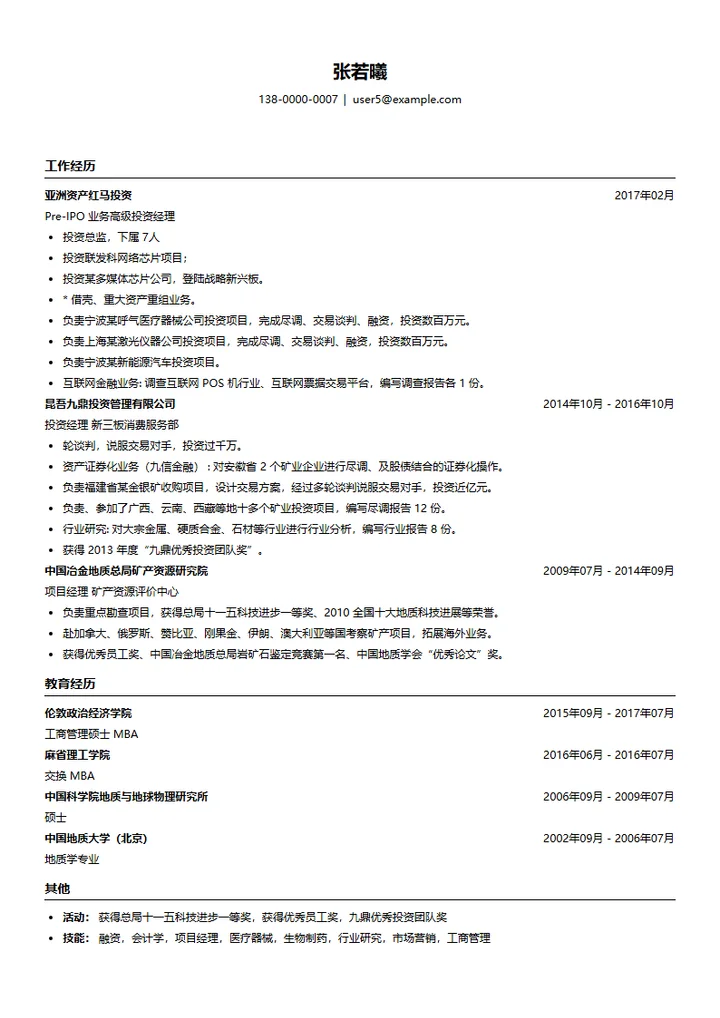 张若曦
138-0000-0007 | user5@example.com
工作经历
亚洲资产红马投资 2017年02月
Pre-IPO 业务高级投资经理
• 投资总监，下属 7人
• 投资联发科网络芯片项目；
• 投资某多媒体芯片公司，登陆战略新兴板。
• * 借壳、重大资产重组业务。
• 负责宁波某呼气医疗器械公司投资项目，完成尽调、交易谈判、融资，投资数百万元。
• 负责上海某激光仪器公司投资项目，完成尽调、交易谈判、融资，投资数百万元。
• 负责宁波某新能源汽车投资项目。
• 互联网金融业务: 调查互联网 POS 机行业、互联网票据交易平台，编写调查报告各 1 份。
昆吾九鼎投资管理有限公司 2014年10月 - 2016年10月
投资经理 新三板消费服务部
• 轮谈判，说服交易对手，投资过千万。
• 资产证券化业务（九信金融）: 对安徽省 2 个矿业企业进行尽调、及股债结合的证券化操作。
• 负责福建省某金银矿收购项目，设计交易方案，经过多轮谈判说服交易对手，投资近亿元。
• 负责、参加了广西、云南、西藏等地十多个矿业投资项目，编写尽调报告 12 份。
• 行业研究: 对大宗金属、硬质合金、石材等行业进行行业分析，编写行业报告 8 份。
• 获得 2013 年度“九鼎优秀投资团队奖”。
中国冶金地质总局矿产资源研究院 2009年07月 - 2014年09月
项目经理 矿产资源评价中心
• 负责重点勘查项目，获得总局十一五科技进步一等奖、2010 全国十大地质科技进展等荣誉。
• 赴加拿大、俄罗斯、赞比亚、刚果金、伊朗、澳大利亚等国考察矿产项目，拓展海外业务。
• 获得优秀员工奖、中国冶金地质总局岩矿石鉴定竞赛第一名、中国地质学会“优秀论文”奖。
教育经历
伦敦政治经济学院 2015年09月 - 2017年07月
工商管理硕士 MBA
麻省理工学院 2016年06月 - 2016年07月
交换 MBA
中国科学院地质与地球物理研究所 2006年09月 - 2009年07月
硕士
中国地质大学（北京） 2002年09月 - 2006年07月
地质学专业
其他
• 活动： 获得总局十一五科技进步一等奖，获得优秀员工奖，九鼎优秀投资团队奖
• 技能： 融资，会计学，项目经理，医疗器械，生物制药，行业研究，市场营销，工商管理